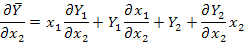 ∂Ȳ/∂x₂ = x₁ ∂Y₁/∂x₂ + Y₁ ∂x₁/∂x₂ + Y₂ + ∂Y₂/∂x₂ x₂